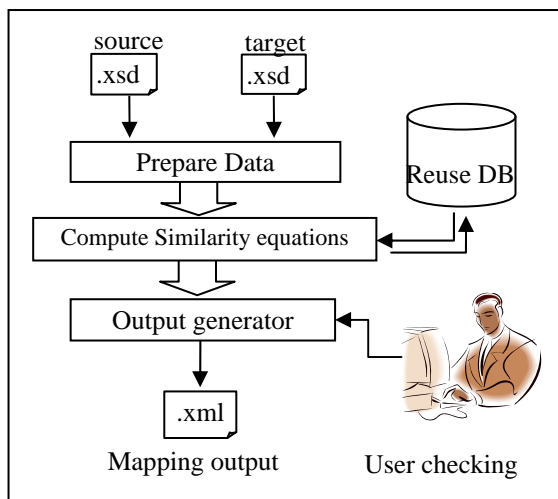 source
target
.xsd
.xsd
Prepare Data
Reuse DB
Compute Similarity equations
Output generator
.xml
Mapping output
User checking